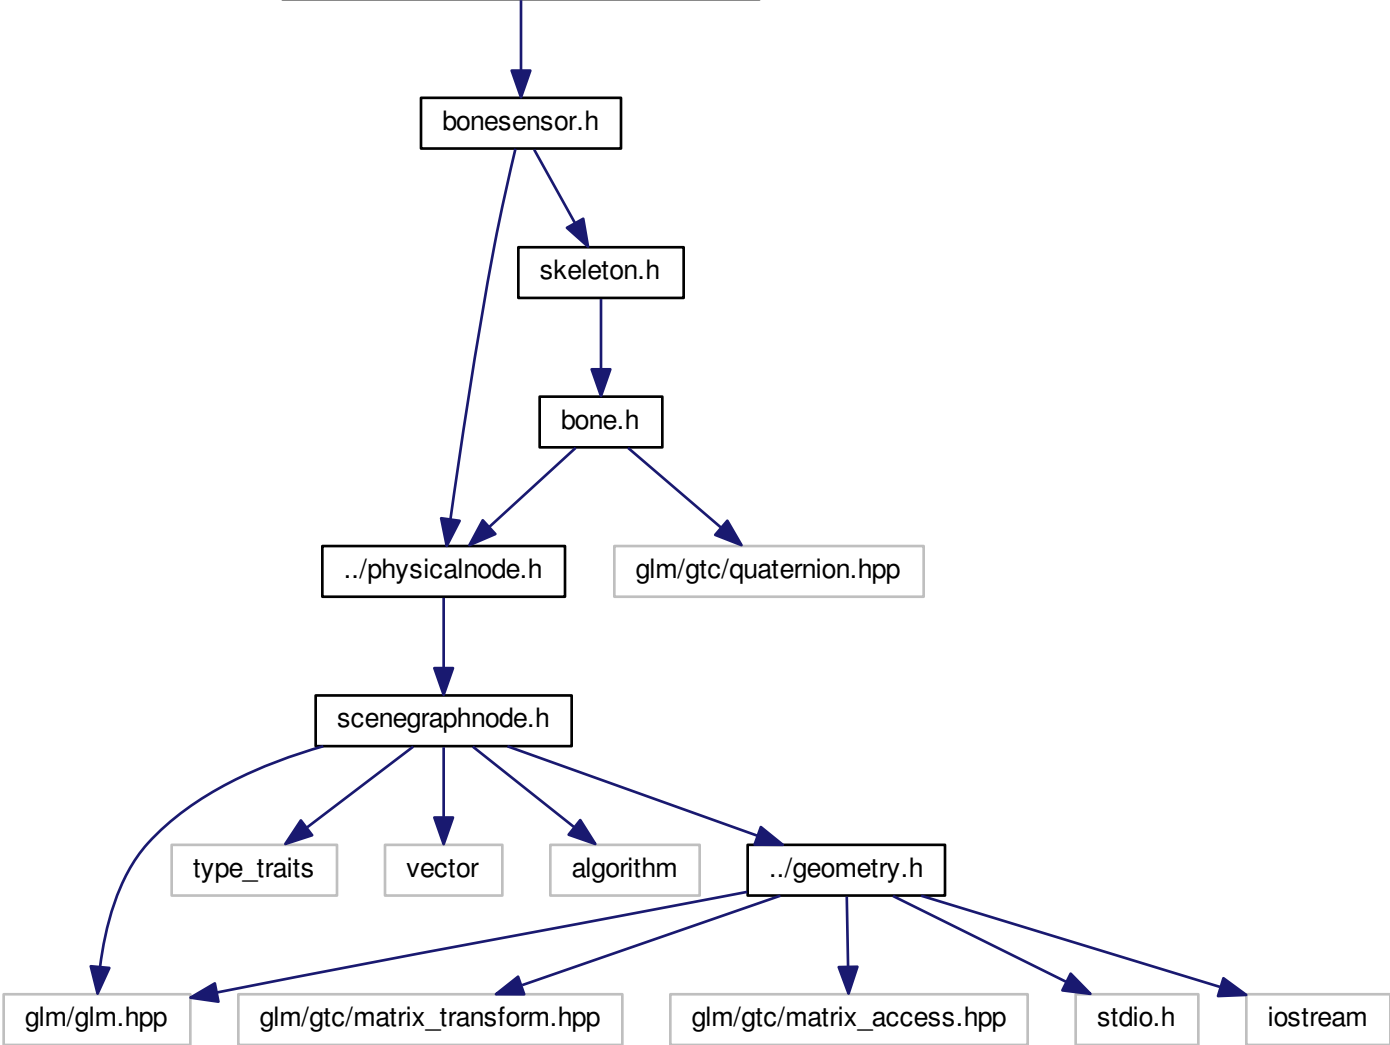 bonesensor.h
skeleton.h
bone.h
../physicalnode.h
glm/gtc/quaternion.hpp
scenegraphnode.h
type_traits
vector
algorithm
../geometry.h
glm/glm.hpp
glm/gtc/matrix_transform.hpp
glm/gtc/matrix_access.hpp
stdio.h
iostream